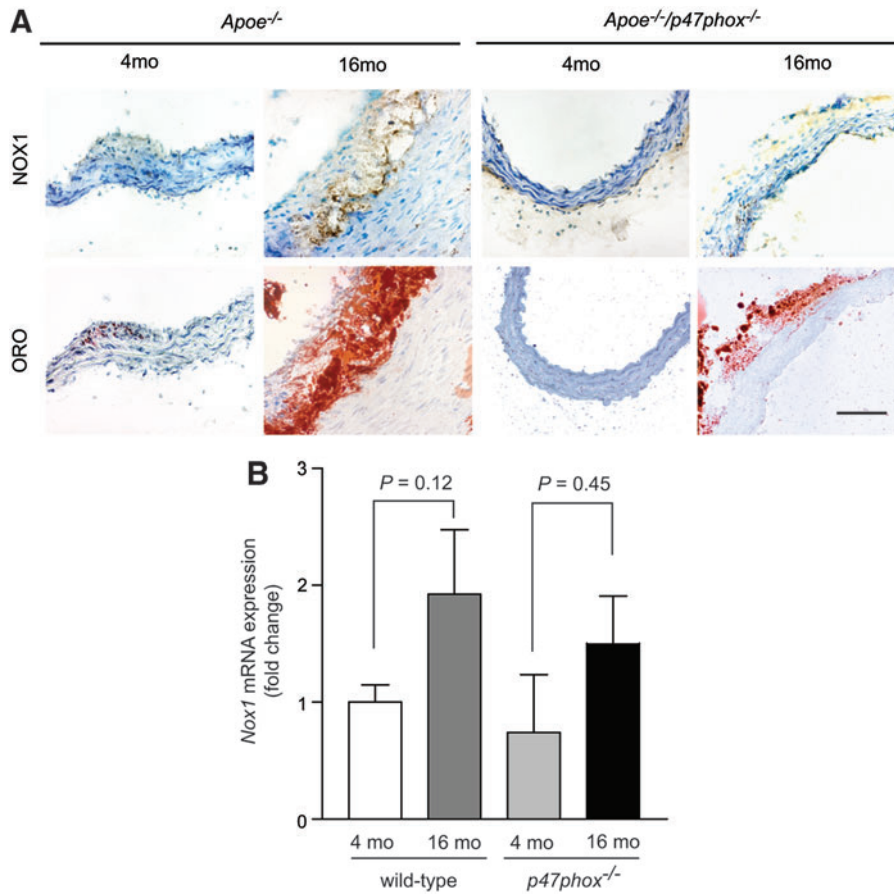 A
Apoe-/-
Apoe-/-/p47phox-/-
4mo
16mo
4mo
16mo
NOX1
ORO
B
Nox1 mRNA expression
(fold change)
3
2
1
0
P = 0.12
P = 0.45
4 mo
16 mo
4 mo
16 mo
wild-type
p47phox-/-